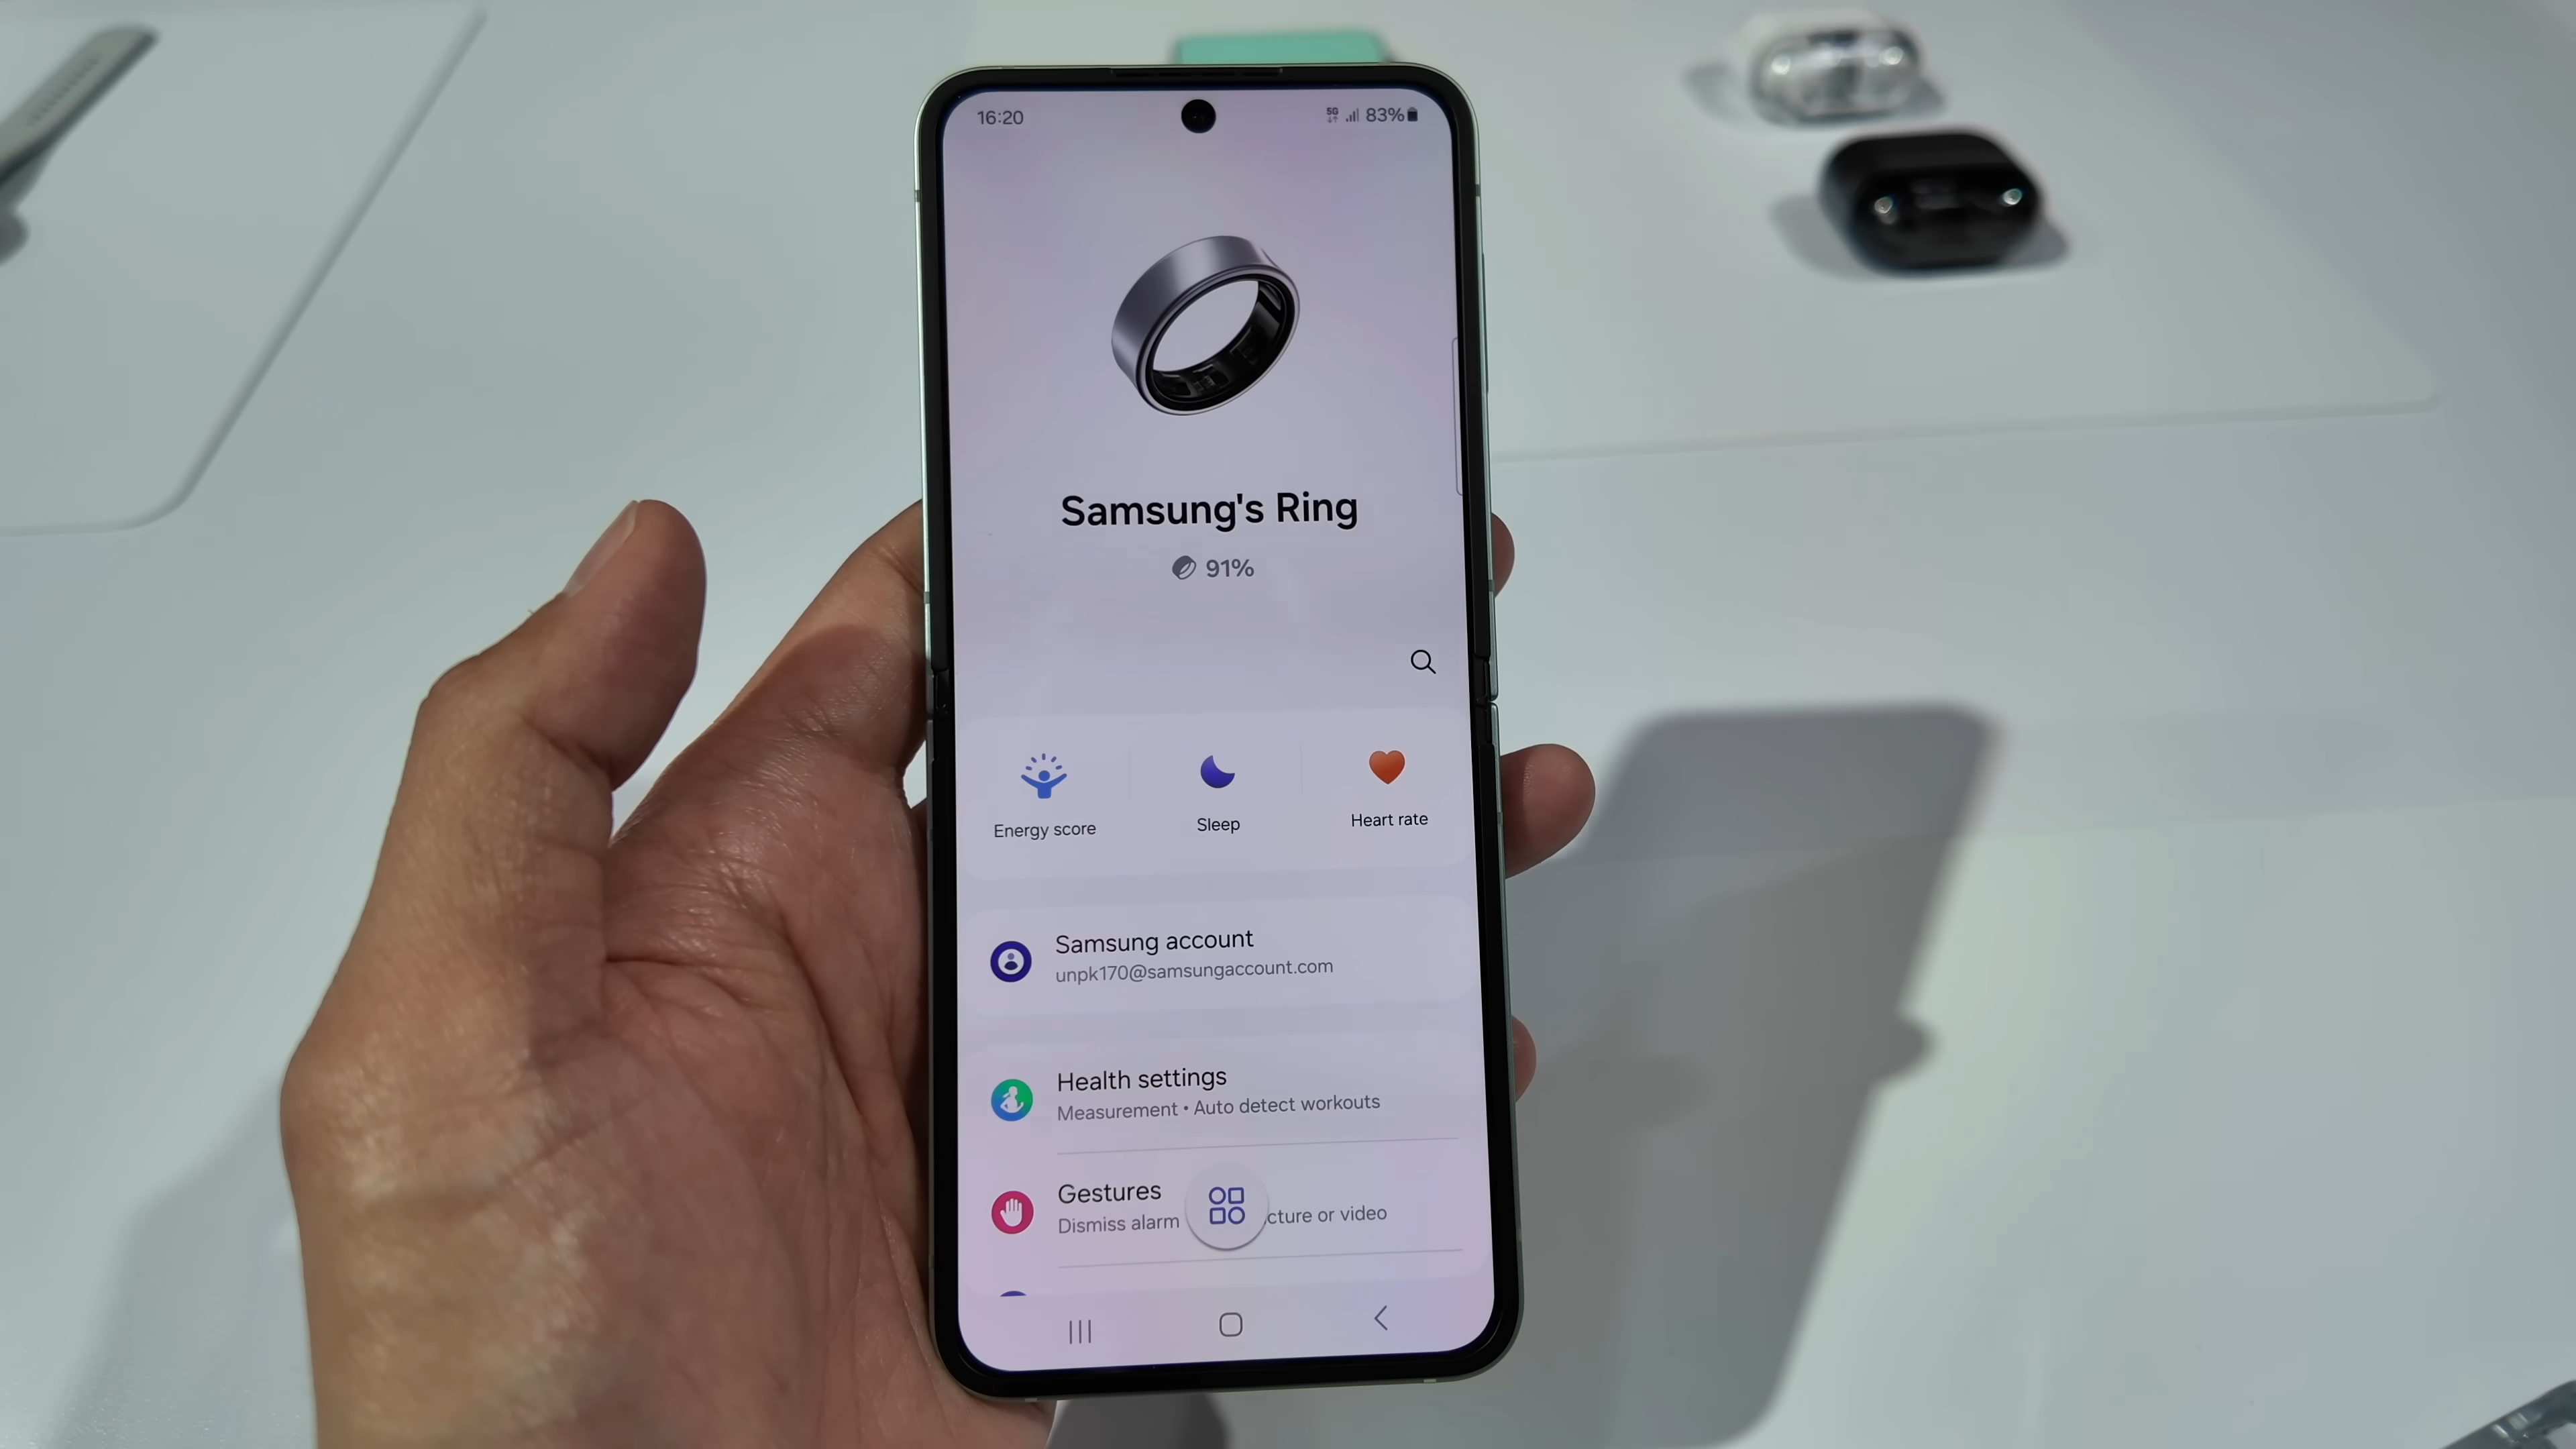 16:20
5G 83%
Samsung's Ring
91%
Energy score
Sleep
Heart rate
Samsung account
unpk170@samsungaccount.com
Health settings
Measurement • Auto detect workouts
Gestures
Dismiss alarm cture or video